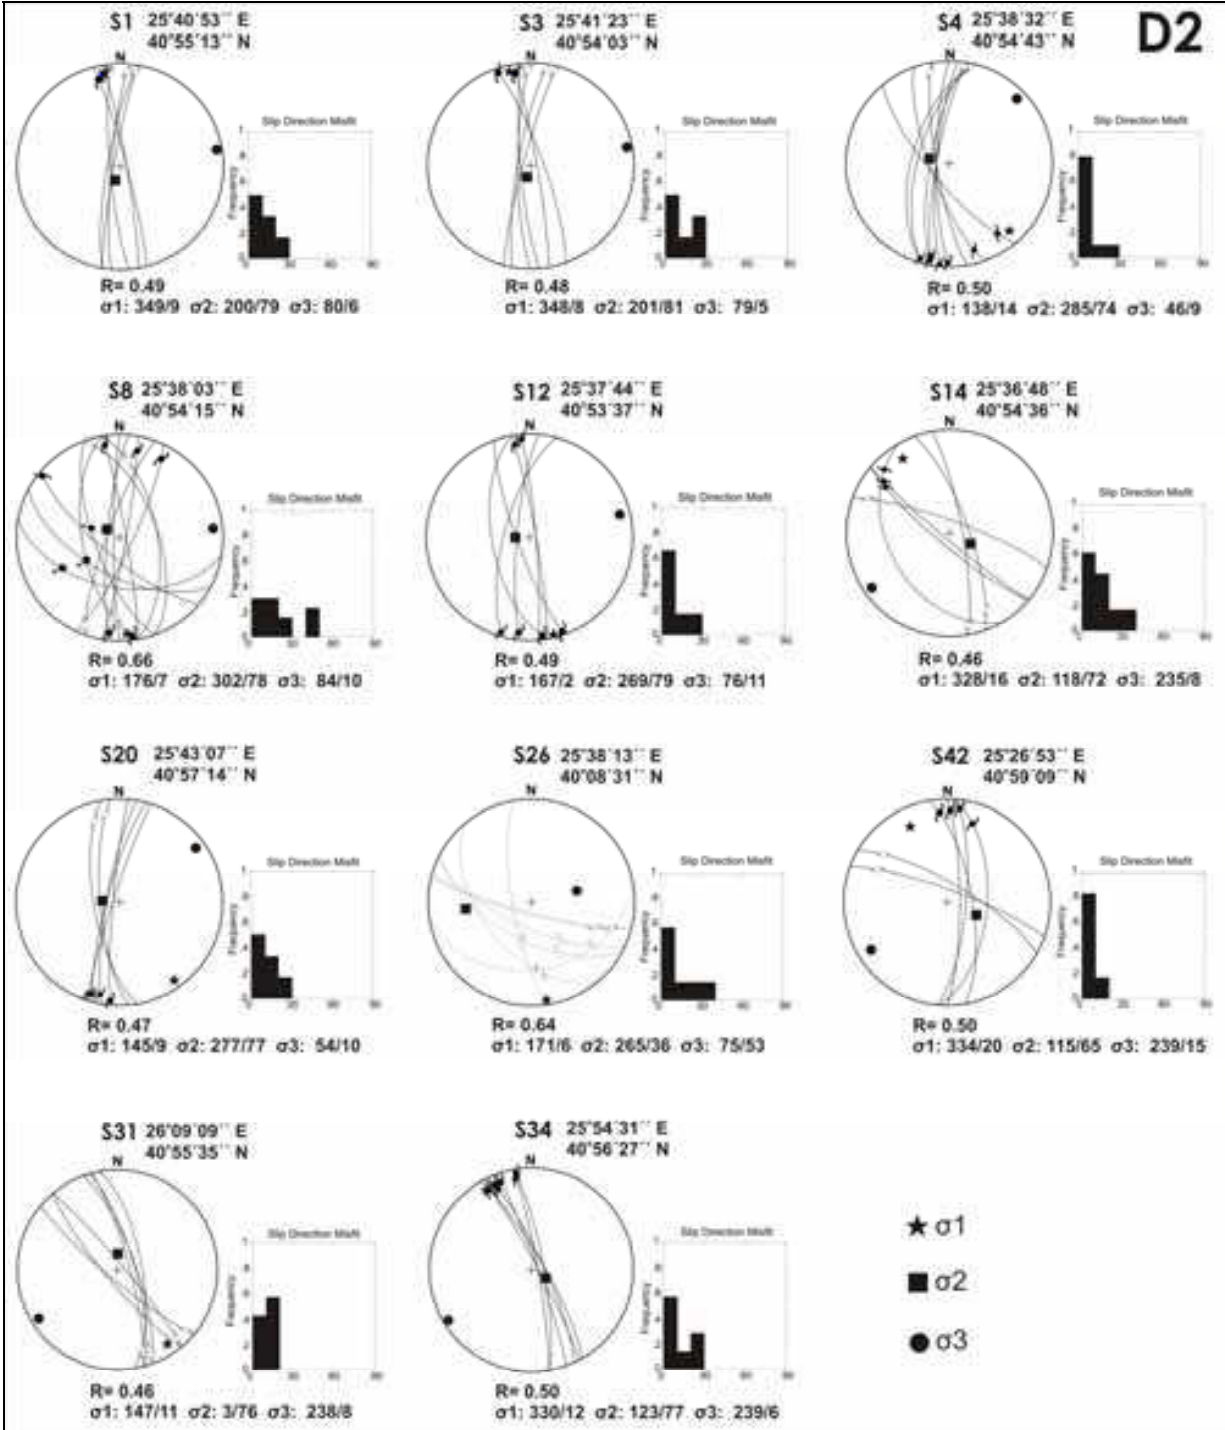 D2
S1 25°40´53´´ E
40°55´13´´ N
N
Slip Direction Misfit
Frequency
R= 0.49
σ1: 349/9 σ2: 200/79 σ3: 80/6
S3 25°41´23´´ E
40°54´03´´ N
N
Slip Direction Misfit
Frequency
R= 0.48
σ1: 348/8 σ2: 201/81 σ3: 79/5
S4 25°38´32´´ E
40°54´43´´ N
N
Slip Direction Misfit
Frequency
R= 0.50
σ1: 138/14 σ2: 285/74 σ3: 46/9
S8 25°38´03´´ E
40°54´15´´ N
N
Slip Direction Misfit
Frequency
R= 0.66
σ1: 176/7 σ2: 302/78 σ3: 84/10
S12 25°37´44´´ E
40°53´37´´ N
N
Slip Direction Misfit
Frequency
R= 0.49
σ1: 167/2 σ2: 269/79 σ3: 76/11
S14 25°36´48´´ E
40°54´36´´ N
N
Slip Direction Misfit
Frequency
R= 0.46
σ1: 328/16 σ2: 118/72 σ3: 235/8
S20 25°43´07´´ E
40°57´14´´ N
N
Slip Direction Misfit
Frequency
R= 0.47
σ1: 145/9 σ2: 277/77 σ3: 54/10
S26 25°38´13´´ E
40°08´31´´ N
N
Slip Direction Misfit
Frequency
R= 0.64
σ1: 171/6 σ2: 265/36 σ3: 75/53
S42 25°26´53´´ E
40°59´09´´ N
N
Slip Direction Misfit
Frequency
R= 0.50
σ1: 334/20 σ2: 115/65 σ3: 239/15
S31 26°09´09´´ E
40°55´35´´ N
N
Slip Direction Misfit
Frequency
R= 0.46
σ1: 147/11 σ2: 3/76 σ3: 238/8
S34 25°54´31´´ E
40°56´27´´ N
N
Slip Direction Misfit
Frequency
R= 0.50
σ1: 330/12 σ2: 123/77 σ3: 239/6
σ1
σ2
σ3